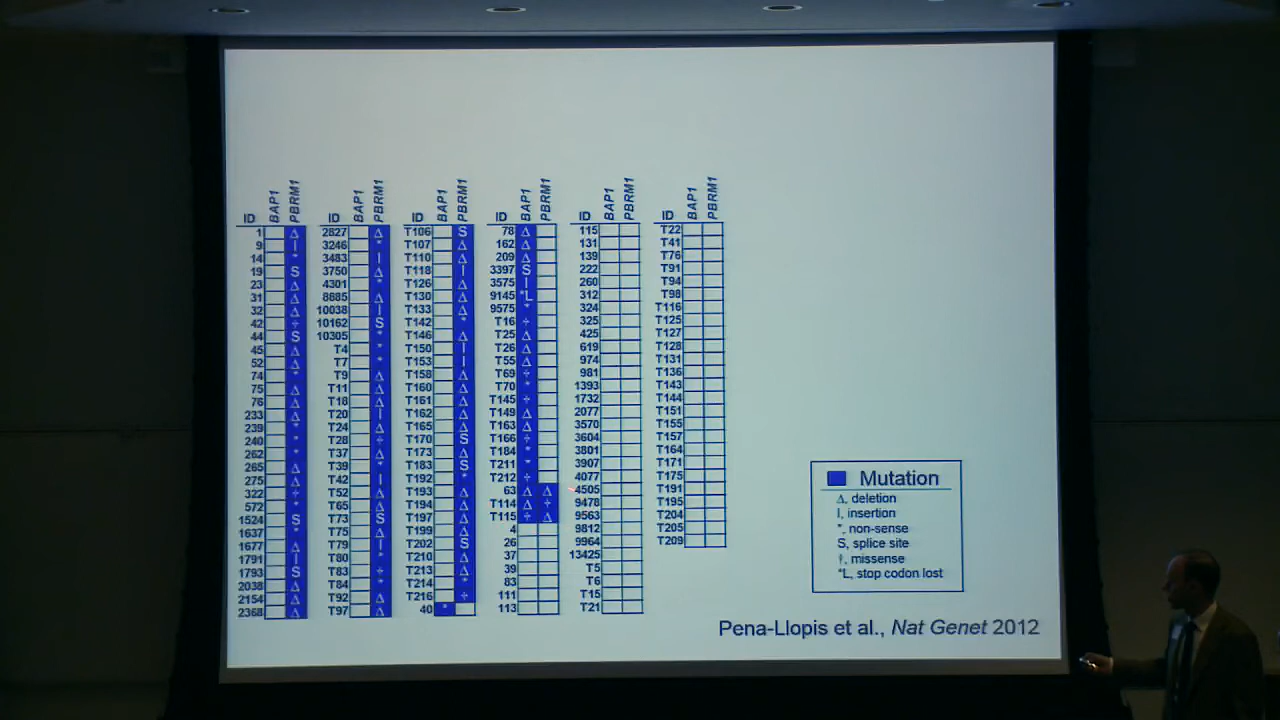 ID BAP1 PBRM1
1 Δ
9 I
14 *
19 S
23 Δ
31 Δ
32 Δ
42 †
44 S
45 Δ
52 Δ
74 *
75 Δ
76 Δ
233 Δ
239 *
240 *
262 *
265 Δ
275 Δ
322 †
572 *
1524 S
1637 *
1677 Δ
1791 I
1793 S
2038 Δ
2154 Δ
2368 Δ
ID BAP1 PBRM1
2827 Δ
3246 *
3483 I
3750 Δ
4301 *
8885 Δ
10038 I
10162 S
10305 *
T4 *
T7 *
T9 Δ
T11 Δ
T18 Δ
T20 I
T24 Δ
T28 †
T37 Δ
T39 *
T42 I
T52 Δ
T65 Δ
T73 S
T75 Δ
T79 I
T80 *
T83 †
T84 *
T92 Δ
T97 Δ
ID BAP1 PBRM1
T106 S
T107 Δ
T110 Δ
T118 I
T126 Δ
T130 Δ
T133 Δ
T142 *
T146 Δ
T150 I
T153 I
T158 Δ
T160 Δ
T161 Δ
T162 Δ
T165 Δ
T170 S
T173 Δ
T183 S
T192 *
T193 Δ
T194 Δ
T197 Δ
T199 Δ
T202 S
T210 Δ
T213 Δ
T214 *
T216 †
40 *
ID BAP1 PBRM1
78 Δ
162 Δ
209 Δ
3397 S
3575 I
9145 *L
9575 *
T16 †
T25 Δ
T26 Δ
T55 Δ
T69 †
T70 *
T145 †
T149 Δ
T163 Δ
T166 †
T184 *
T211 *
T212 †
63 Δ Δ
T114 Δ †
T115 † Δ
4
26
37
39
83
111
113
ID BAP1 PBRM1
115
131
139
222
260
312
324
325
425
619
974
981
1393
1732
2077
3570
3604
3801
3907
4077
4505
9478
9563
9812
9964
13425
T5
T6
T15
T21
ID BAP1 PBRM1
T22
T41
T76
T91
T94
T98
T116
T125
T127
T128
T131
T136
T143
T144
T151
T155
T157
T164
T171
T175
T191
T195
T204
T205
T209
Mutation
Δ, deletion
I, insertion
*, non-sense
S, splice site
†, missense
*L, stop codon lost
Pena-Llopis et al., Nat Genet 2012